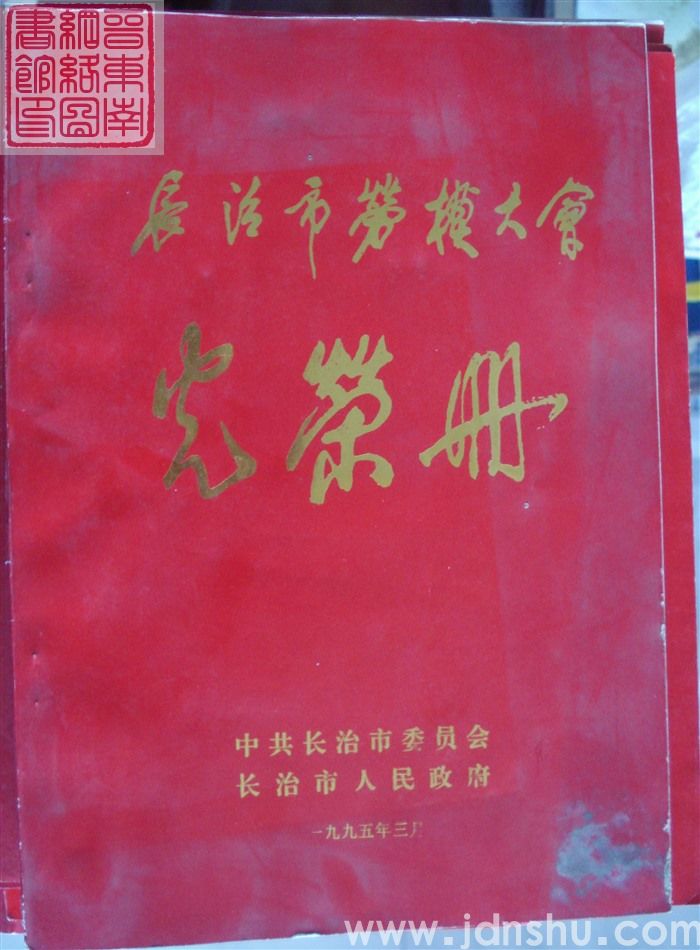 晋东南
網絡圖
書館印
長治市勞模大會
光榮冊
中共长治市委员会
长治市人民政府
一九九五年三月
www.jdnshu.com